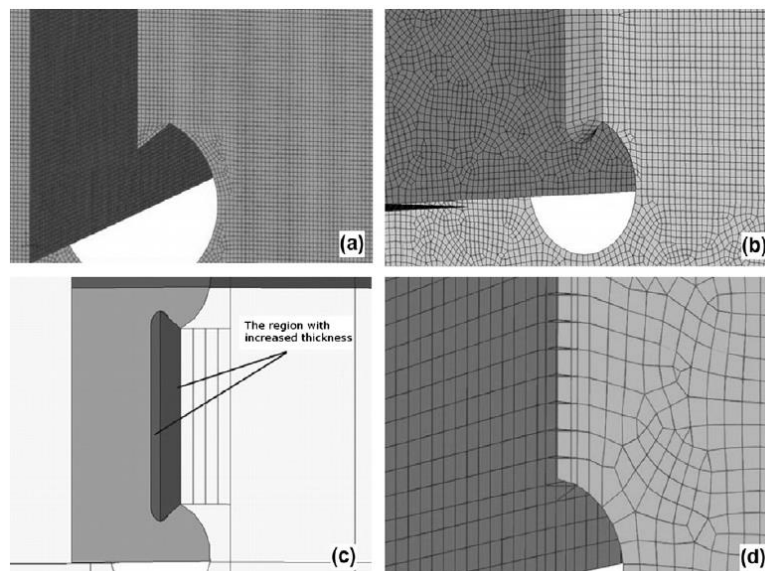 (a)
(b)
The region with
increased thickness
(c)
(d)